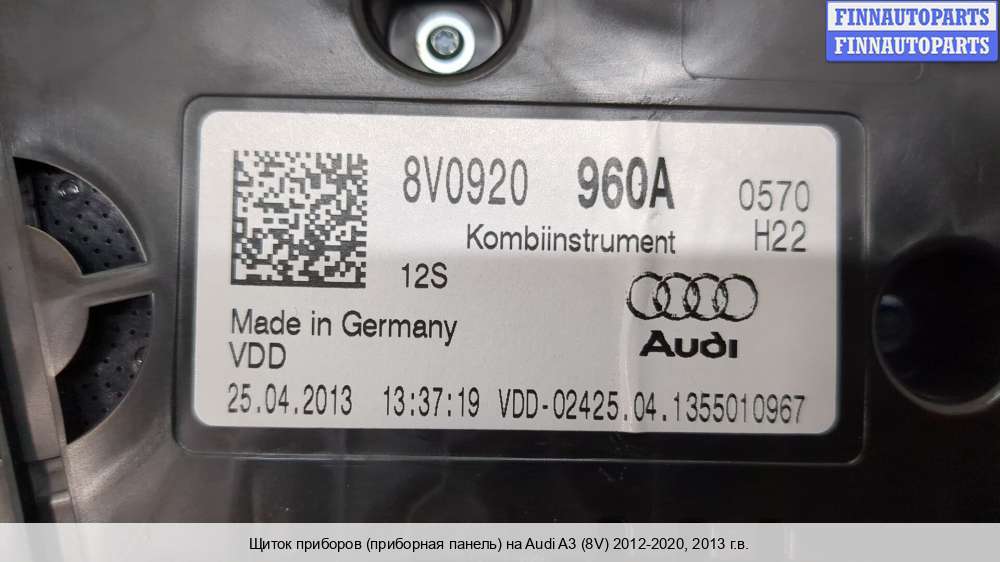 FINNAUTOPARTS
FINNAUTOPARTS
8V0920 960A 0570
Kombiinstrument H22
12S
Audi
Made in Germany
VDD
25.04.2013 13:37:19 VDD-02425.04.1355010967
Щиток приборов (приборная панель) на Audi A3 (8V) 2012-2020, 2013 г.в.